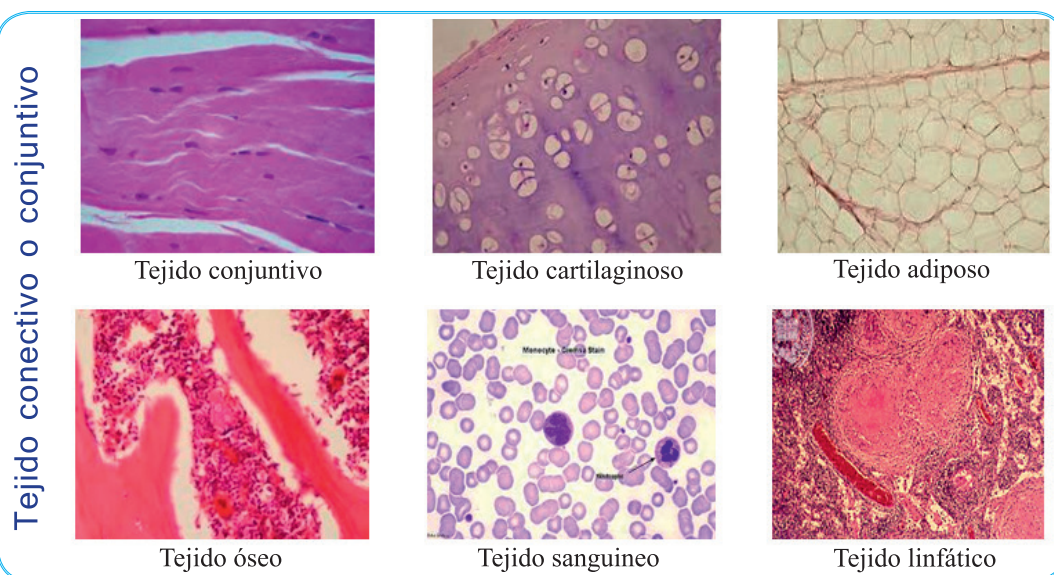 Tejido conectivo o conjuntivo
Tejido conjuntivo
Tejido cartilaginoso
Tejido adiposo
Monocyte - Giemsa Stain
Tejido óseo
Tejido sanguineo
Tejido linfático